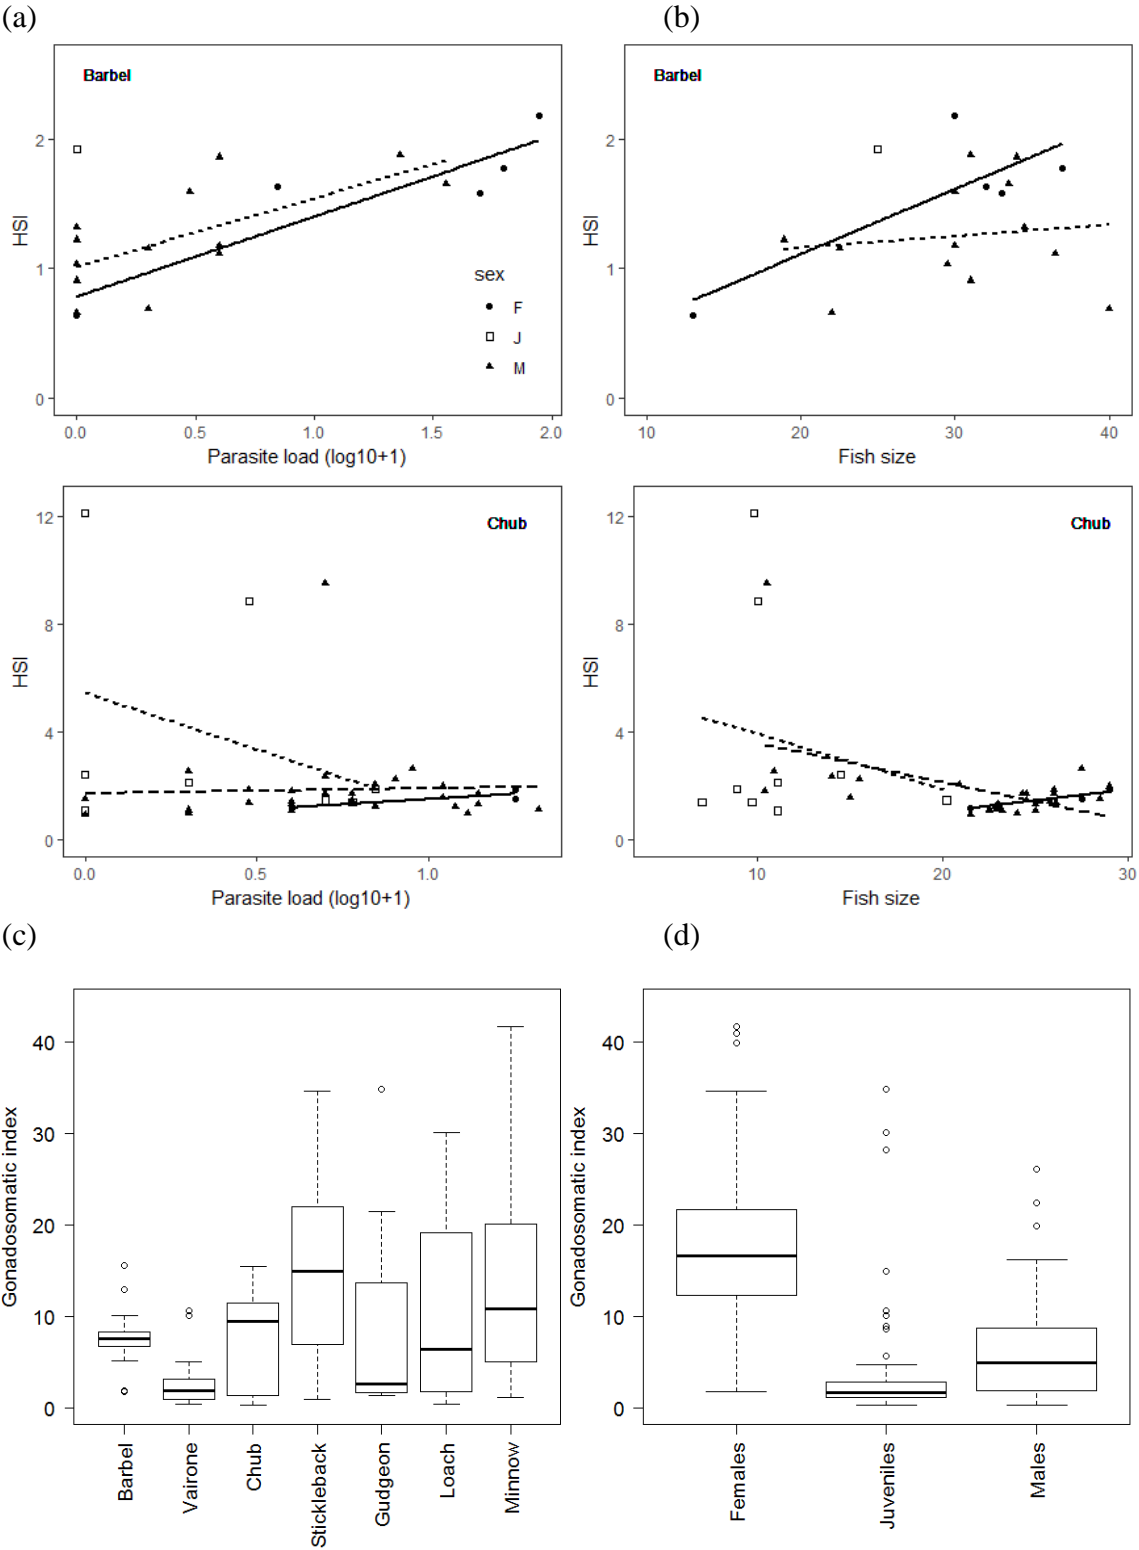 (a)
(b)
Barbel
2
1
0
HSI
sex
F
J
M
0.0 0.5 1.0 1.5 2.0
Parasite load (log10+1)
Barbel
2
1
0
HSI
10 20 30 40
Fish size
Chub
12
8
4
0
HSI
0.0 0.5 1.0
Parasite load (log10+1)
Chub
12
8
4
0
HSI
10 20 30
Fish size
(c)
(d)
40
30
20
10
0
Gonadosomatic index
Barbel
Vairone
Chub
Stickleback
Gudgeon
Loach
Minnow
40
30
20
10
0
Gonadosomatic index
Females
Juveniles
Males